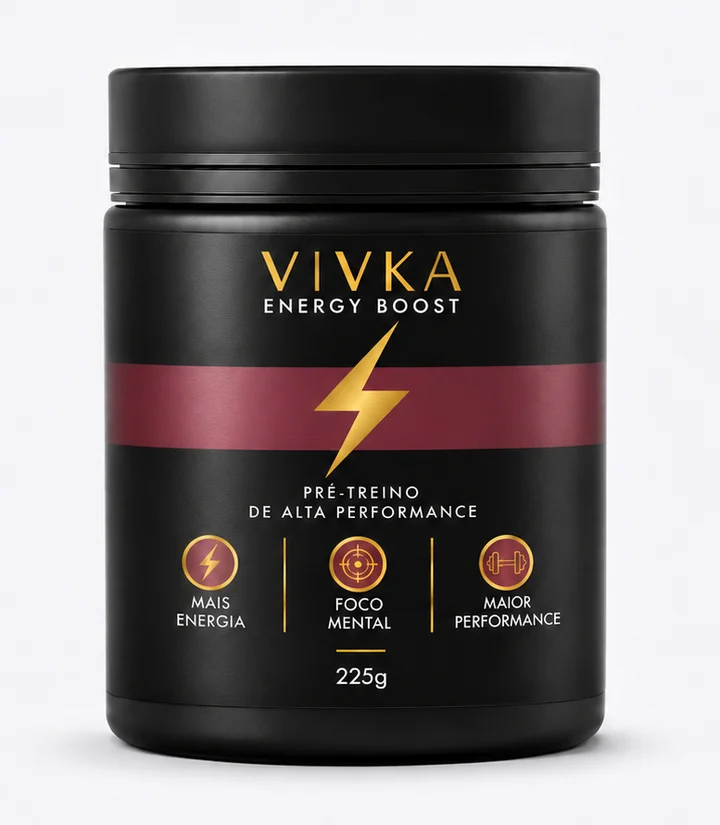 VIVKA
ENERGY BOOST
PRÉ-TREINO
DE ALTA PERFORMANCE
MAIS
ENERGIA
FOCO
MENTAL
MAIOR
PERFORMANCE
225g